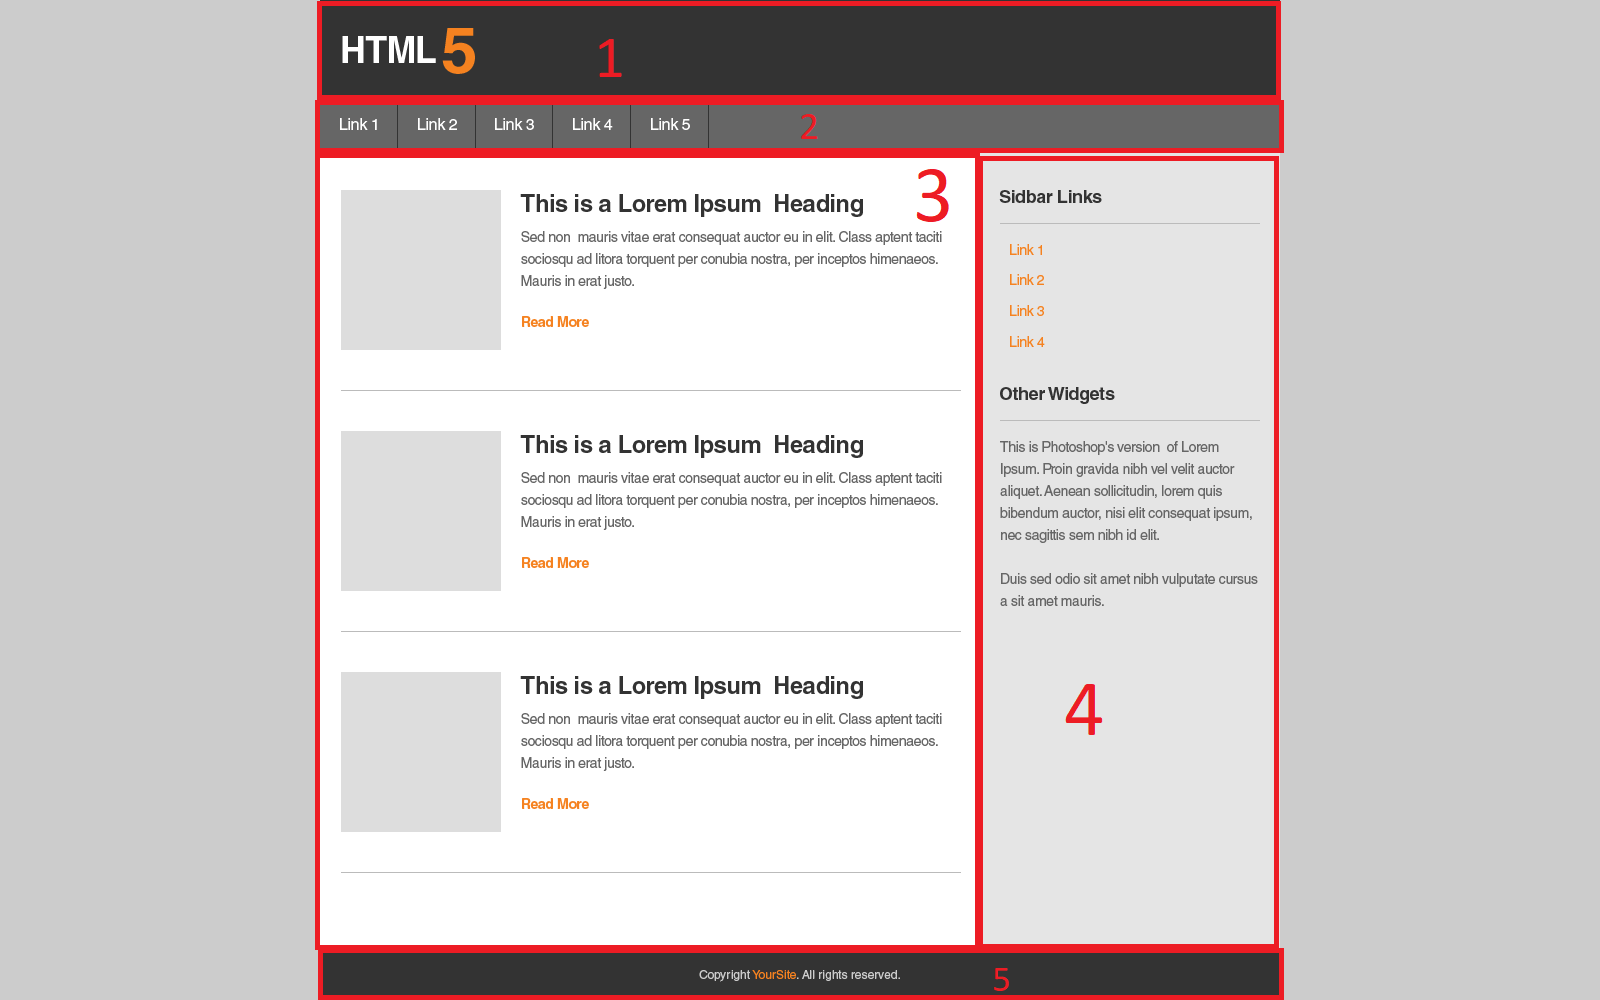 HTML 5
1
Link 1 Link 2 Link 3 Link 4 Link 5
2
3
This is a Lorem Ipsum Heading
Sed non mauris vitae erat consequat auctor eu in elit. Class aptent taciti
sociosqu ad litora torquent per conubia nostra, per inceptos himenaeos.
Mauris in erat justo.
Read More
This is a Lorem Ipsum Heading
Sed non mauris vitae erat consequat auctor eu in elit. Class aptent taciti
sociosqu ad litora torquent per conubia nostra, per inceptos himenaeos.
Mauris in erat justo.
Read More
This is a Lorem Ipsum Heading
Sed non mauris vitae erat consequat auctor eu in elit. Class aptent taciti
sociosqu ad litora torquent per conubia nostra, per inceptos himenaeos.
Mauris in erat justo.
Read More
Sidbar Links
Link 1
Link 2
Link 3
Link 4
Other Widgets
This is Photoshop's version of Lorem
Ipsum. Proin gravida nibh vel velit auctor
aliquet. Aenean sollicitudin, lorem quis
bibendum auctor, nisi elit consequat ipsum,
nec sagittis sem nibh id elit.
Duis sed odio sit amet nibh vulputate cursus
a sit amet mauris.
4
Copyright YourSite. All rights reserved.
5